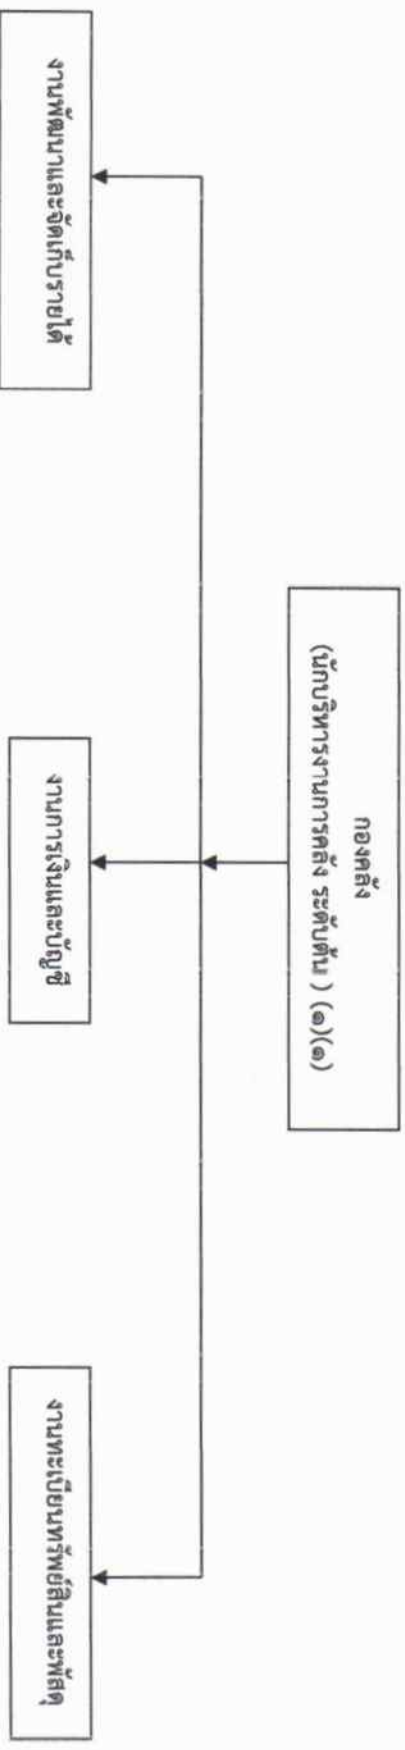 กองคลัง
(นักบริหารงานการคลัง ระดับต้น ) (๑)(๑)
งานพัฒนาและจัดเก็บรายได้
งานการเงินและบัญชี
งานทะเบียนทรัพย์สินและพัสดุ